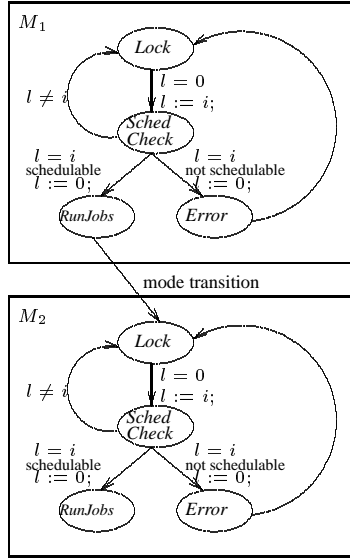 M₁
Lock
l = 0
l := i;
l ≠ i
Sched
Check
l = i
schedulable
l := 0;
l = i
not schedulable
l := 0;
RunJobs
Error
mode transition
M₂
Lock
l = 0
l := i;
l ≠ i
Sched
Check
l = i
schedulable
l := 0;
l = i
not schedulable
l := 0;
RunJobs
Error